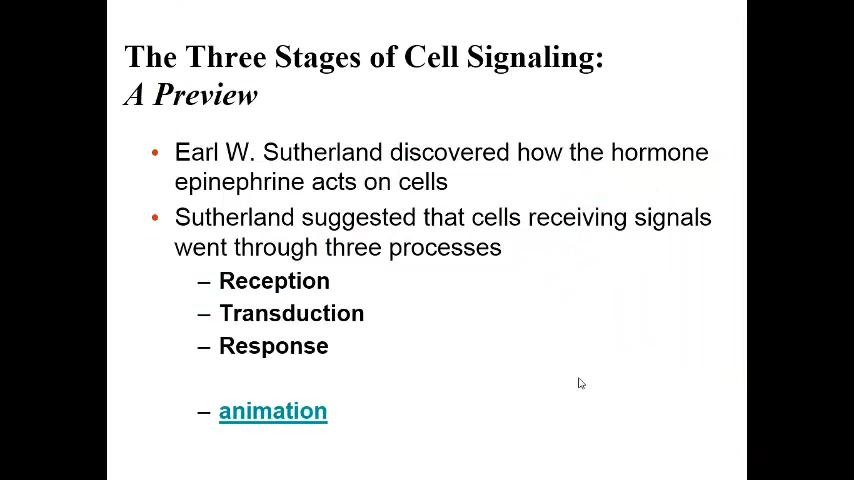 The Three Stages of Cell Signaling:
A Preview
• Earl W. Sutherland discovered how the hormone
epinephrine acts on cells
• Sutherland suggested that cells receiving signals
went through three processes
– Reception
– Transduction
– Response
– animation